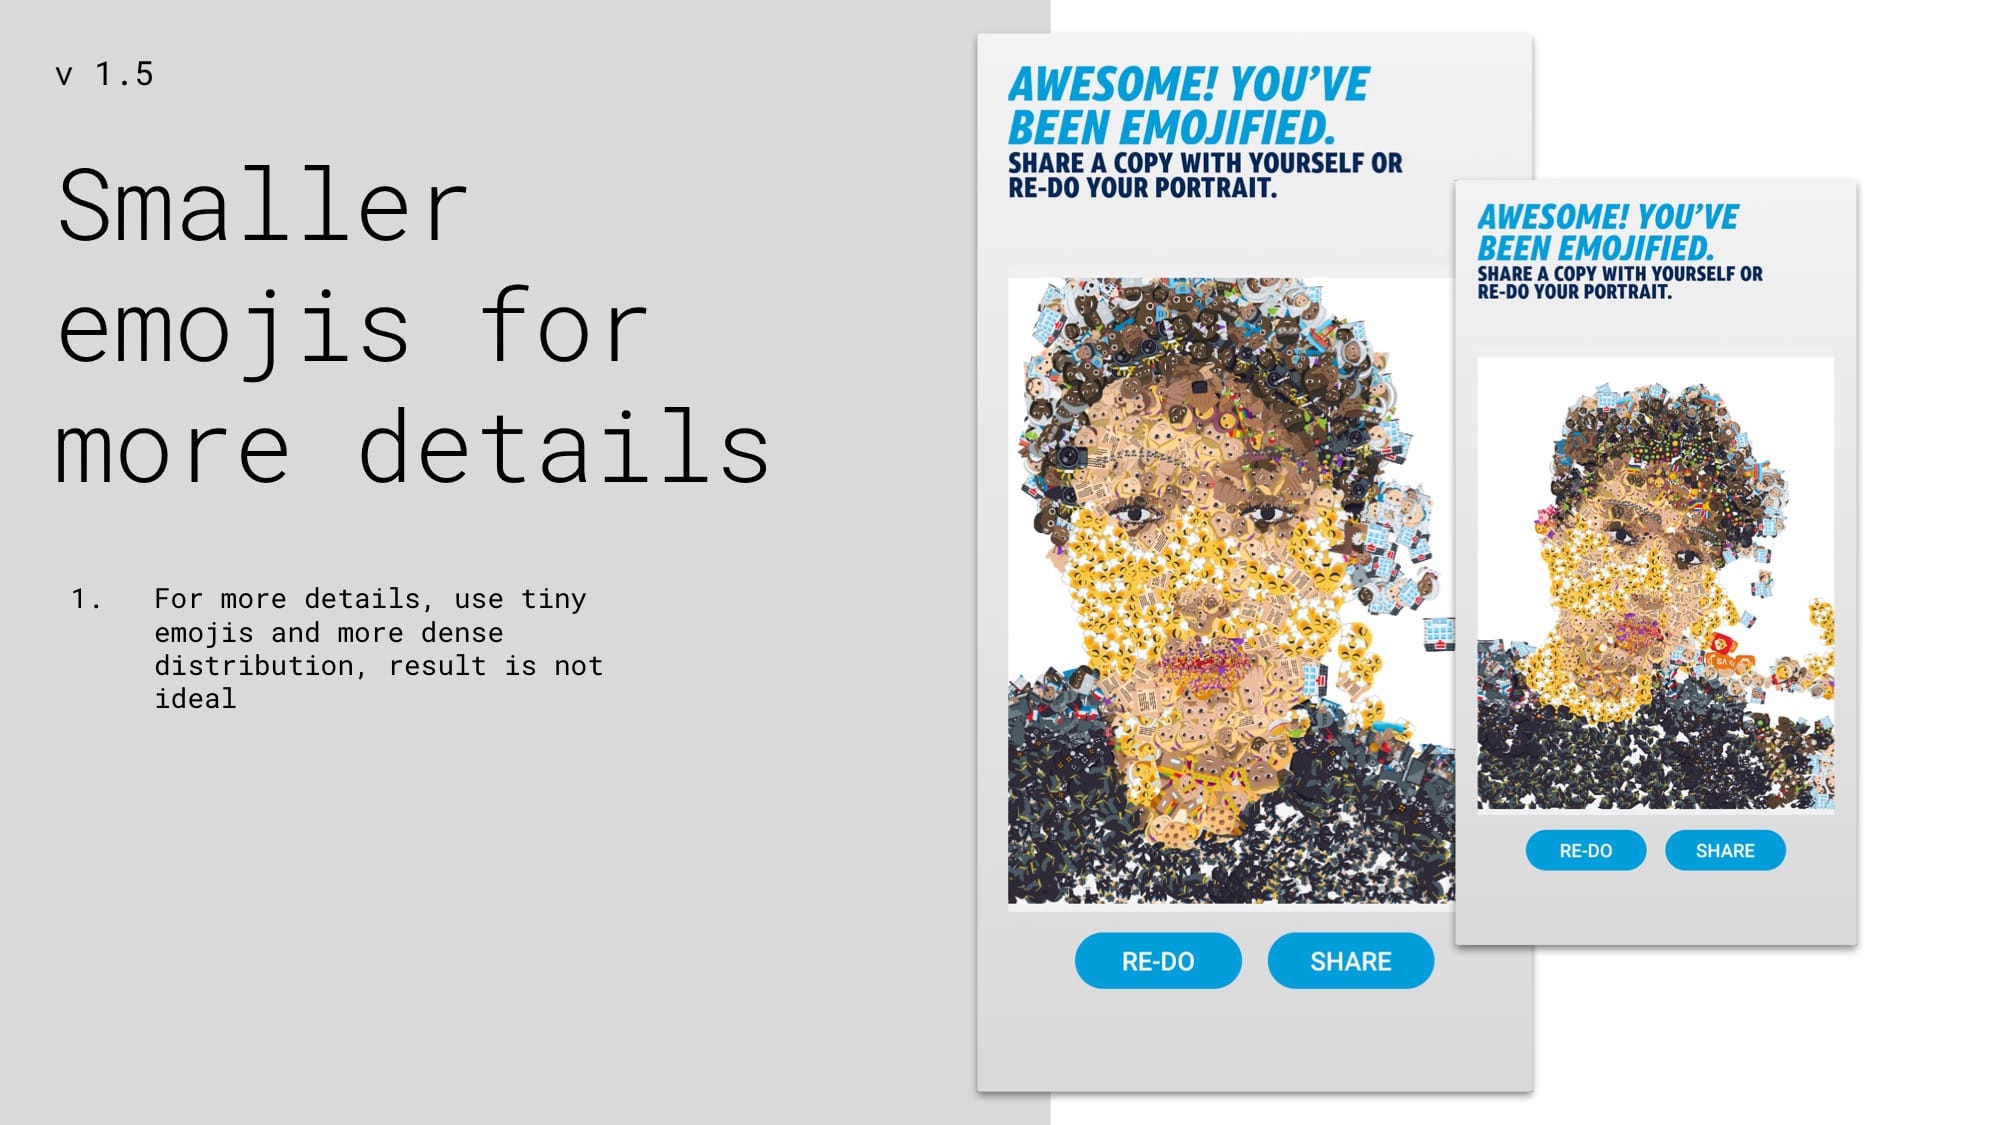 v 1.5
Smaller
emojis for
more details
1. For more details, use tiny
emojis and more dense
distribution, result is not
ideal
AWESOME! YOU’VE
BEEN EMOJIFIED.
SHARE A COPY WITH YOURSELF OR
RE-DO YOUR PORTRAIT.
RE-DO
SHARE
AWESOME! YOU’VE
BEEN EMOJIFIED.
SHARE A COPY WITH YOURSELF OR
RE-DO YOUR PORTRAIT.
RE-DO
SHARE